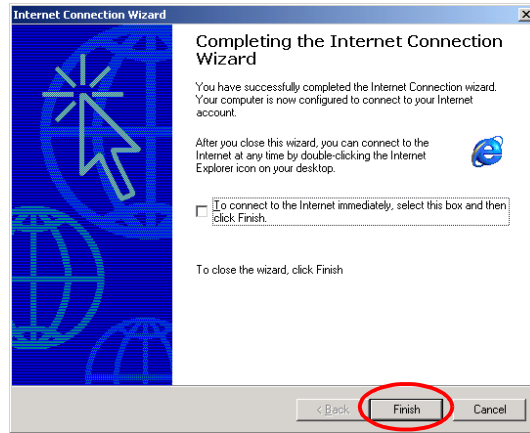 Internet Connection Wizard
Completing the Internet Connection
Wizard
You have successfully completed the Internet Connection wizard.
Your computer is now configured to connect to your Internet
account.
After you close this wizard, you can connect to the
Internet at any time by double-clicking the Internet
Explorer icon on your desktop.
To connect to the Internet immediately, select this box and then
click Finish.
To close the wizard, click Finish
< Back Finish Cancel